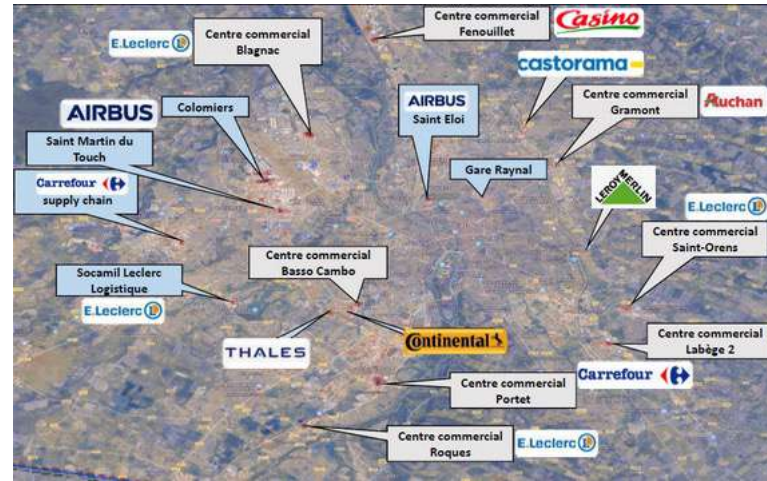 Centre commercial
Fenouillet
Casino
E.Leclerc L
Centre commercial
Blagnac
castorama
AIRBUS
Colomiers
AIRBUS
Saint Eloi
Centre commercial
Gramont
Auchan
Saint Martin du
Touch
Gare Raynal
LEROY MERLIN
Carrefour
supply chain
E.Leclerc L
Centre commercial
Saint-Orens
Centre commercial
Basso Cambo
Socamil Leclerc
Logistique
E.Leclerc L
THALES
Continental
Centre commercial
Labège 2
Centre commercial
Portet
Carrefour
Centre commercial
Roques
E.Leclerc L